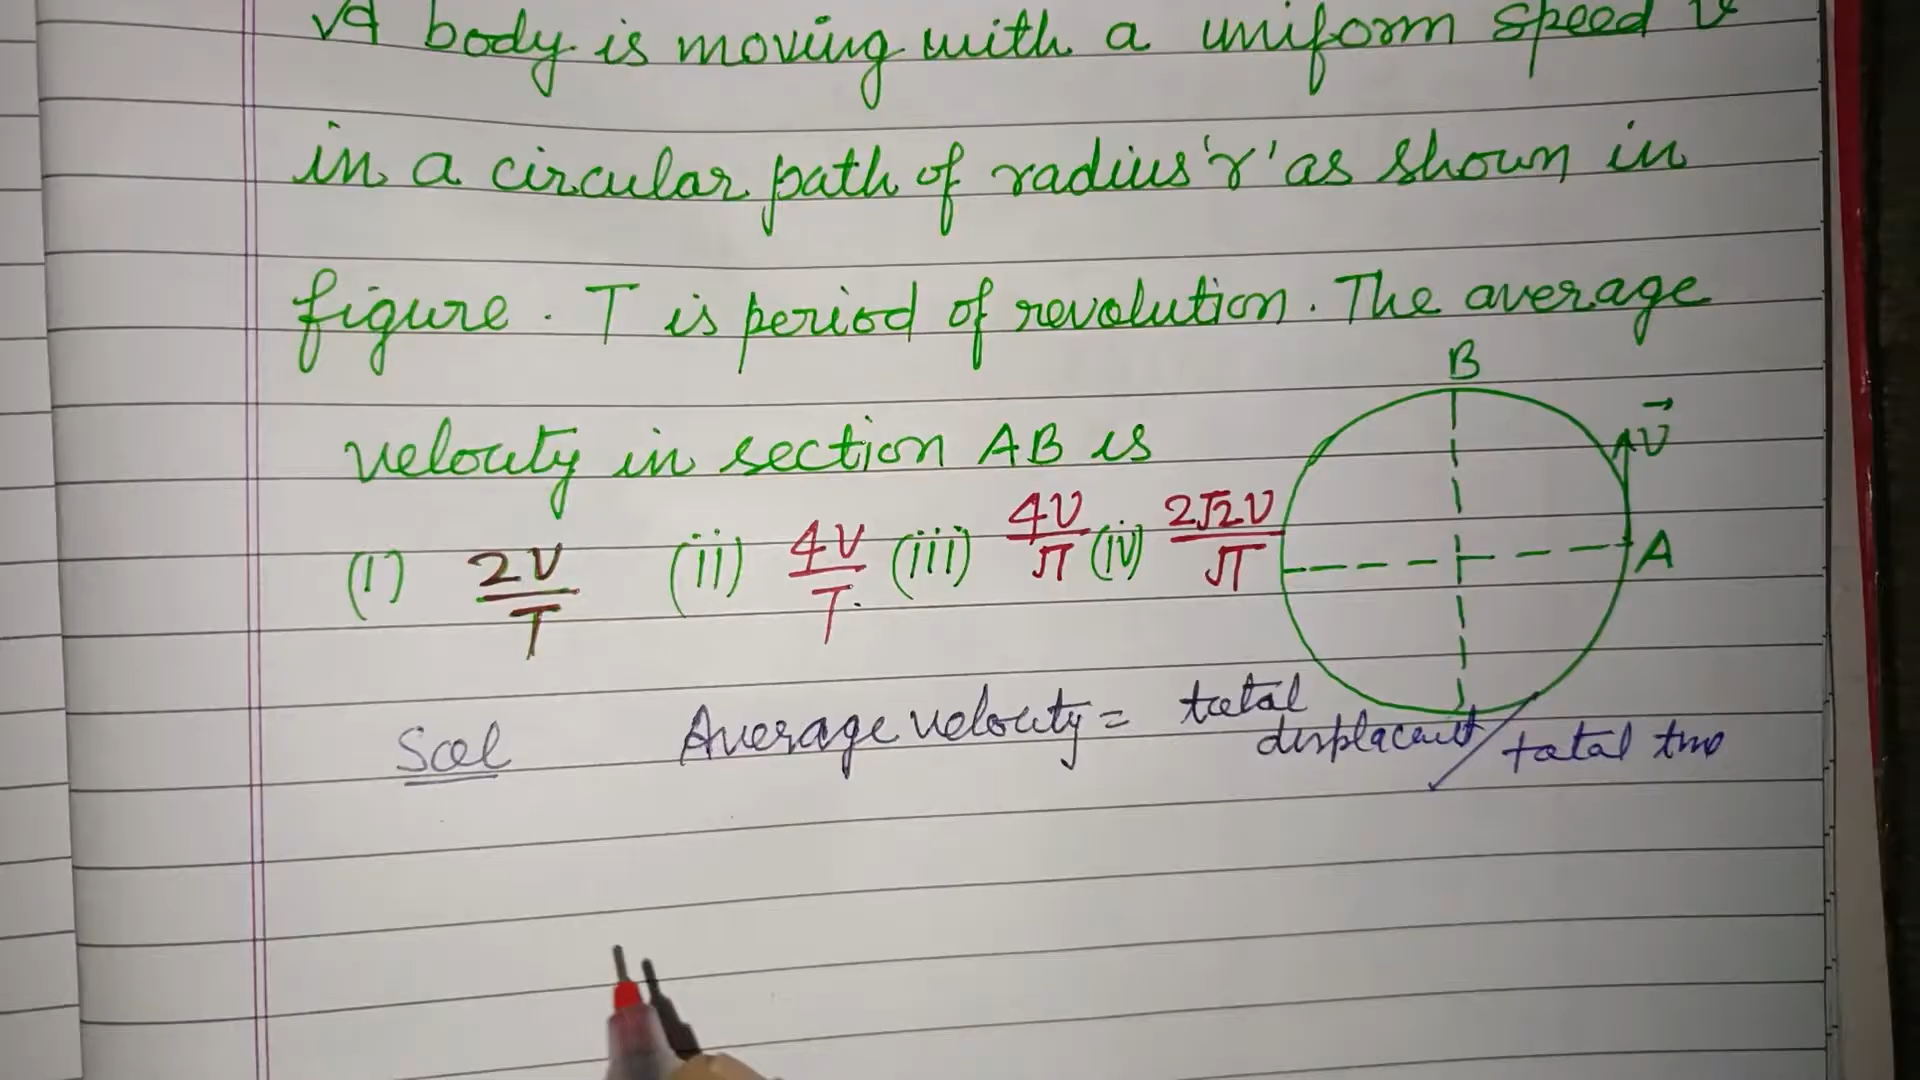 A body is moving with a uniform speed v
in a circular path of radius 'r' as shown in
figure. T is period of revolution. The average
B
velocity in section AB is
v⃗
(i) 2v/T (ii) 4v/T. (iii) 4v/π (iv) 2√2v/π
A
Sol Average velocity = total
displacent / total tme